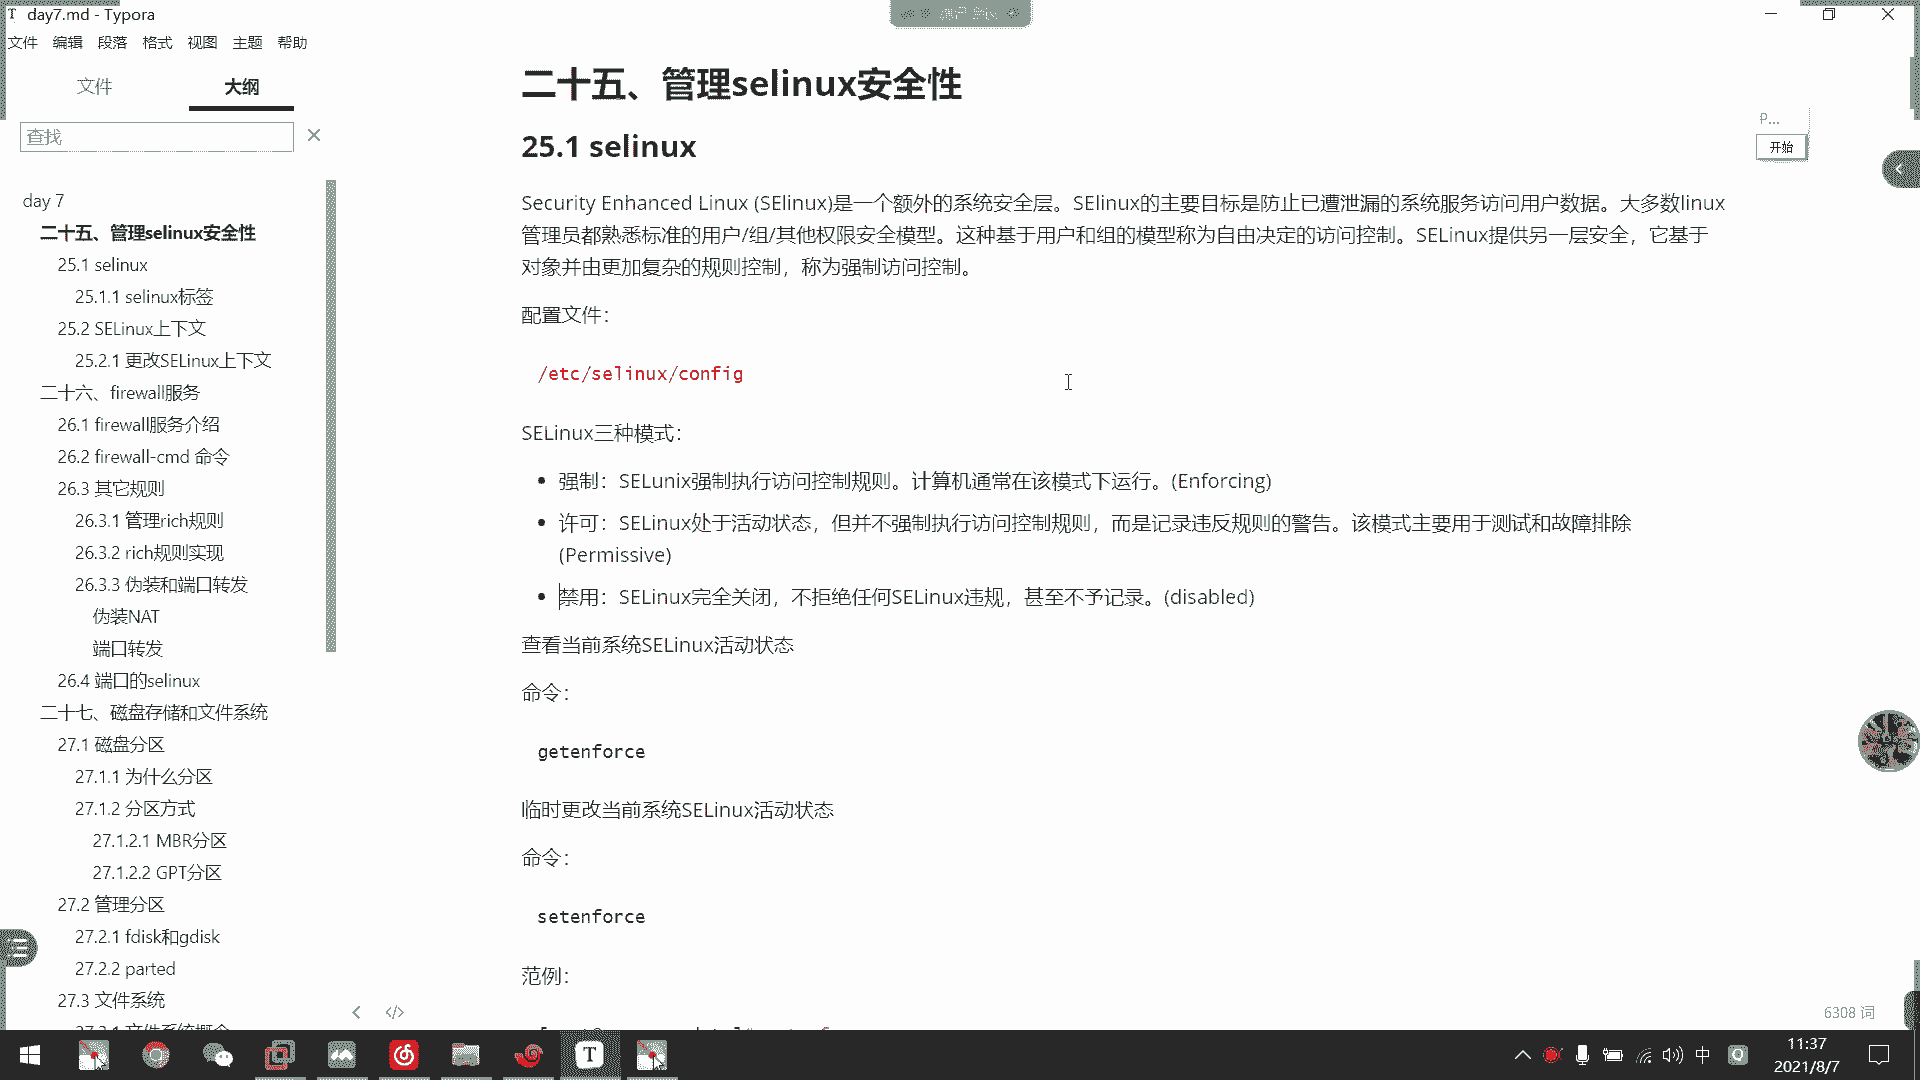 day7.md - Typora
文件 编辑 段落 格式 视图 主题 帮助
文件 大纲
查找
day 7
二十五、管理selinux安全性
25.1 selinux
25.1.1 selinux标签
25.2 SELinux上下文
25.2.1 更改SELinux上下文
二十六、firewall服务
26.1 firewall服务介绍
26.2 firewall-cmd 命令
26.3 其它规则
26.3.1 管理rich规则
26.3.2 rich规则实现
26.3.3 伪装和端口转发
伪装NAT
端口转发
26.4 端口的selinux
二十七、磁盘存储和文件系统
27.1 磁盘分区
27.1.1 为什么分区
27.1.2 分区方式
27.1.2.1 MBR分区
27.1.2.2 GPT分区
27.2 管理分区
27.2.1 fdisk和gdisk
27.2.2 parted
27.3 文件系统
二十五、管理selinux安全性
25.1 selinux
Security Enhanced Linux (SElinux)是一个额外的系统安全层。SElinux的主要目标是防止已遭泄漏的系统服务访问用户数据。大多数linux
管理员都熟悉标准的用户/组/其他权限安全模型。这种基于用户和组的模型称为自由决定的访问控制。SELinux提供另一层安全，它基于
对象并由更加复杂的规则控制，称为强制访问控制。
配置文件：
/etc/selinux/config
SELinux三种模式：
强制：SELunix强制执行访问控制规则。计算机通常在该模式下运行。(Enforcing)
许可：SELinux处于活动状态，但并不强制执行访问控制规则，而是记录违反规则的警告。该模式主要用于测试和故障排除
(Permissive)
禁用：SELinux完全关闭，不拒绝任何SELinux违规，甚至不予记录。(disabled)
查看当前系统SELinux活动状态
命令：
getenforce
临时更改当前系统SELinux活动状态
命令：
setenforce
范例：
P...
开始
6308 词
中
11:37
2021/8/7